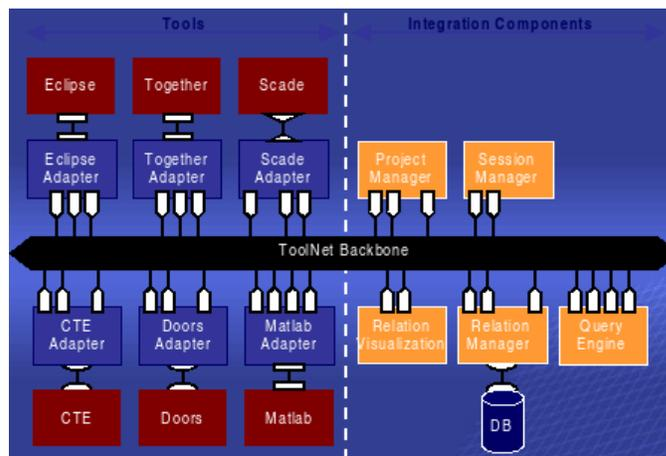 Tools
Integration Components
Eclipse
Together
Scade
Eclipse
Adapter
Together
Adapter
Scade
Adapter
Project
Manager
Session
Manager
ToolNet Backbone
CTE
Adapter
Doors
Adapter
Matlab
Adapter
Relation
Visualization
Relation
Manager
Query
Engine
CTE
Doors
Matlab
DB